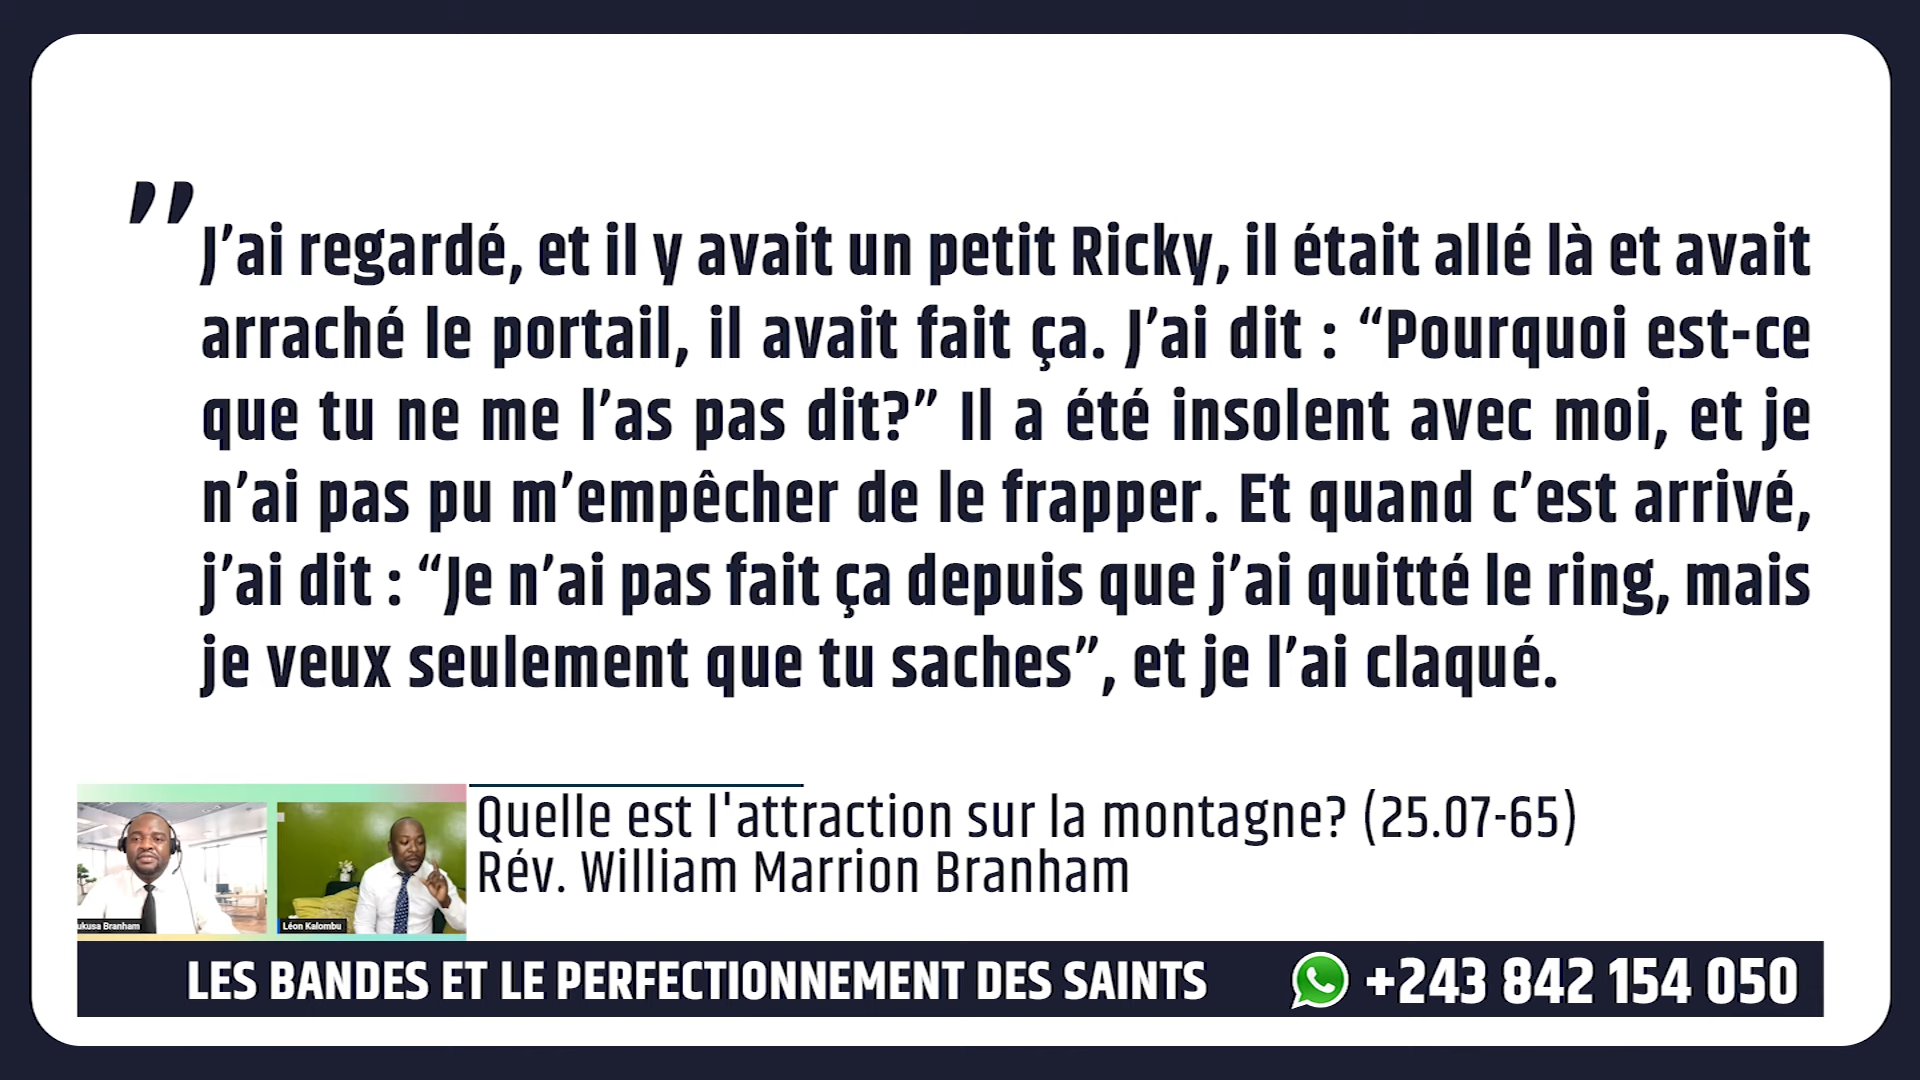 ”
J’ai regardé, et il y avait un petit Ricky, il était allé là et avait
arraché le portail, il avait fait ça. J’ai dit : “Pourquoi est-ce
que tu ne me l’as pas dit?” Il a été insolent avec moi, et je
n’ai pas pu m’empêcher de le frapper. Et quand c’est arrivé,
j’ai dit : “Je n’ai pas fait ça depuis que j’ai quitté le ring, mais
je veux seulement que tu saches”, et je l’ai claqué.
Quelle est l'attraction sur la montagne? (25.07-65)
Rév. William Marrion Branham
ukusa Branham
Léon Kalombu
LES BANDES ET LE PERFECTIONNEMENT DES SAINTS
+243 842 154 050